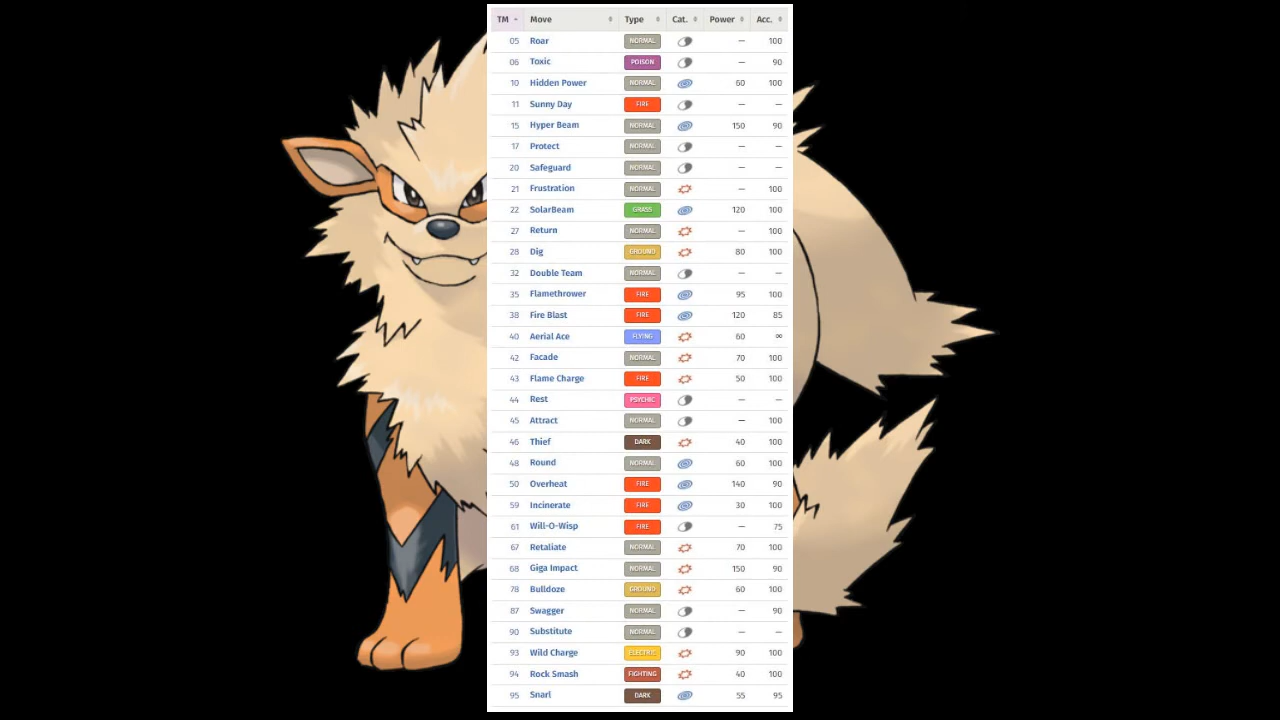 TM Move Type Cat. Power Acc.
05 Roar NORMAL — 100
06 Toxic POISON — 90
10 Hidden Power NORMAL 60 100
11 Sunny Day FIRE — —
15 Hyper Beam NORMAL 150 90
17 Protect NORMAL — —
20 Safeguard NORMAL — —
21 Frustration NORMAL — 100
22 SolarBeam GRASS 120 100
27 Return NORMAL — 100
28 Dig GROUND 80 100
32 Double Team NORMAL — —
35 Flamethrower FIRE 95 100
38 Fire Blast FIRE 120 85
40 Aerial Ace FLYING 60 ∞
42 Facade NORMAL 70 100
43 Flame Charge FIRE 50 100
44 Rest PSYCHIC — —
45 Attract NORMAL — 100
46 Thief DARK 40 100
48 Round NORMAL 60 100
50 Overheat FIRE 140 90
59 Incinerate FIRE 30 100
61 Will-O-Wisp FIRE — 75
67 Retaliate NORMAL 70 100
68 Giga Impact NORMAL 150 90
78 Bulldoze GROUND 60 100
87 Swagger NORMAL — 90
90 Substitute NORMAL — —
93 Wild Charge ELECTRIC 90 100
94 Rock Smash FIGHTING 40 100
95 Snarl DARK 55 95